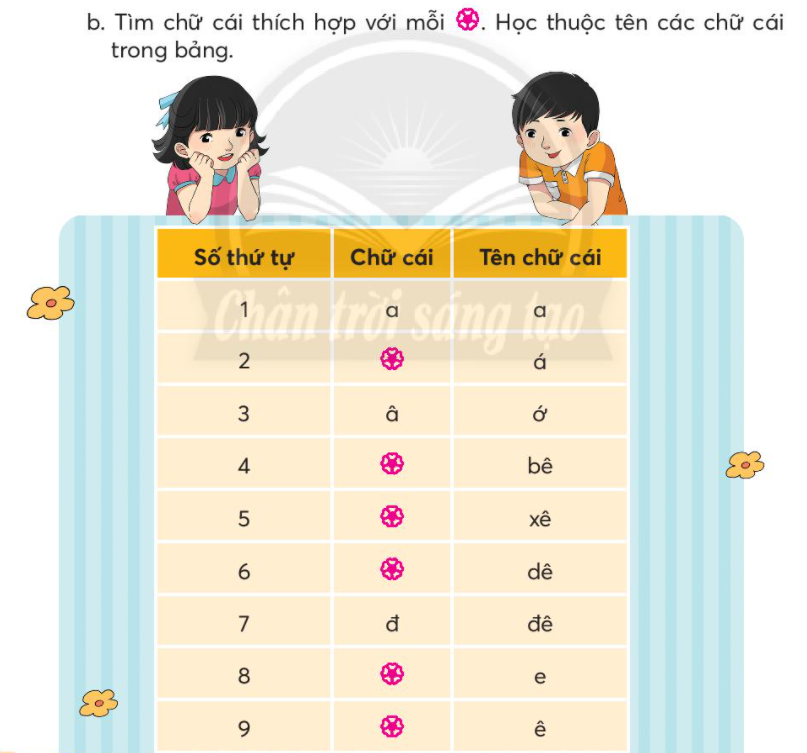 b. Tìm chữ cái thích hợp với mỗi . Học thuộc tên các chữ cái
trong bảng.
Số thứ tự Chữ cái Tên chữ cái
1 a a
Chân trời sáng tạo
2 á
3 â ớ
4 bê
5 xê
6 dê
7 đ đê
8 e
9 ê